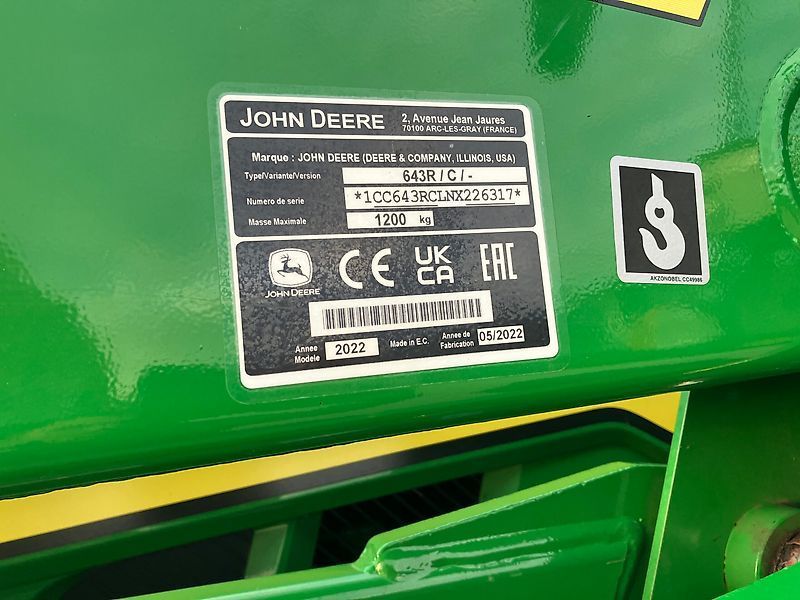 JOHN DEERE
2, Avenue Jean Jaures
70100 ARC-LES-GRAY (FRANCE)
Marque : JOHN DEERE (DEERE & COMPANY, ILLINOIS, USA)
Type/Variante/Version 643R / C / -
Numero de serie *1CC643RCLNX226317*
Masse Maximale 1200 kg
JOHN DEERE
CE
UK
CA
EAC
Annee Modele 2022
Made in E.C.
Annee de Fabrication 05/2022
AKZONOBEL CC49986